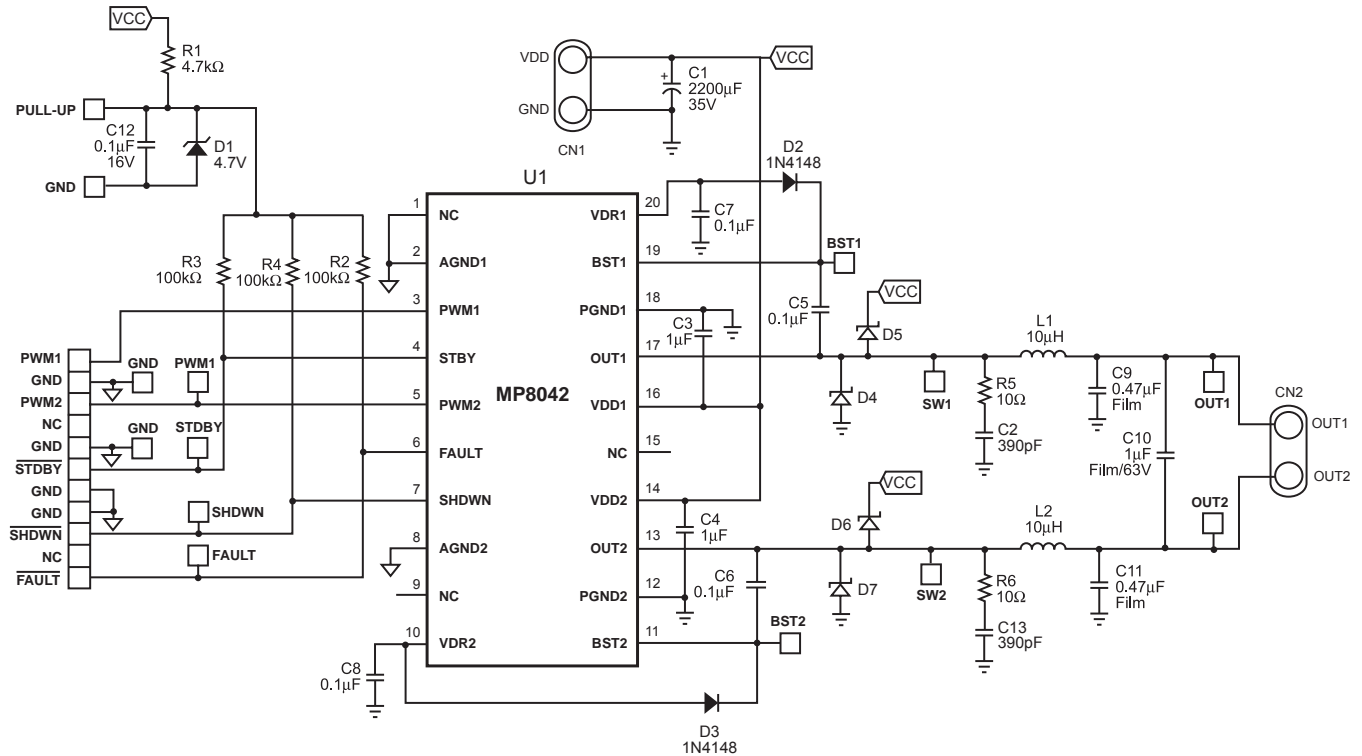 VCC
R1
4.7kΩ
PULL-UP
C12
0.1µF
16V
D1
4.7V
GND
VDD
GND
CN1
+
C1
2200µF
35V
VCC
D2
1N4148
R3
100kΩ
R4
100kΩ
R2
100kΩ
U1
MP8042
1
NC
2
AGND1
3
PWM1
4
STBY
5
PWM2
6
FAULT
7
SHDWN
8
AGND2
9
NC
10
VDR2
20
VDR1
19
BST1
18
PGND1
17
OUT1
16
VDD1
15
NC
14
VDD2
13
OUT2
12
PGND2
11
BST2
PWM1
GND
PWM2
NC
GND
STDBY
GND
GND
SHDWN
NC
FAULT
GND
PWM1
GND
STDBY
SHDWN
FAULT
C8
0.1µF
D3
1N4148
C7
0.1µF
BST1
C5
0.1µF
C3
1µF
VCC
D5
D4
SW1
R5
10Ω
C2
390pF
L1
10µH
C9
0.47µF
Film
C10
1µF
Film/63V
OUT1
CN2
OUT1
OUT2
C4
1µF
C6
0.1µF
BST2
VCC
D6
D7
SW2
R6
10Ω
C13
390pF
L2
10µH
C11
0.47µF
Film
OUT2